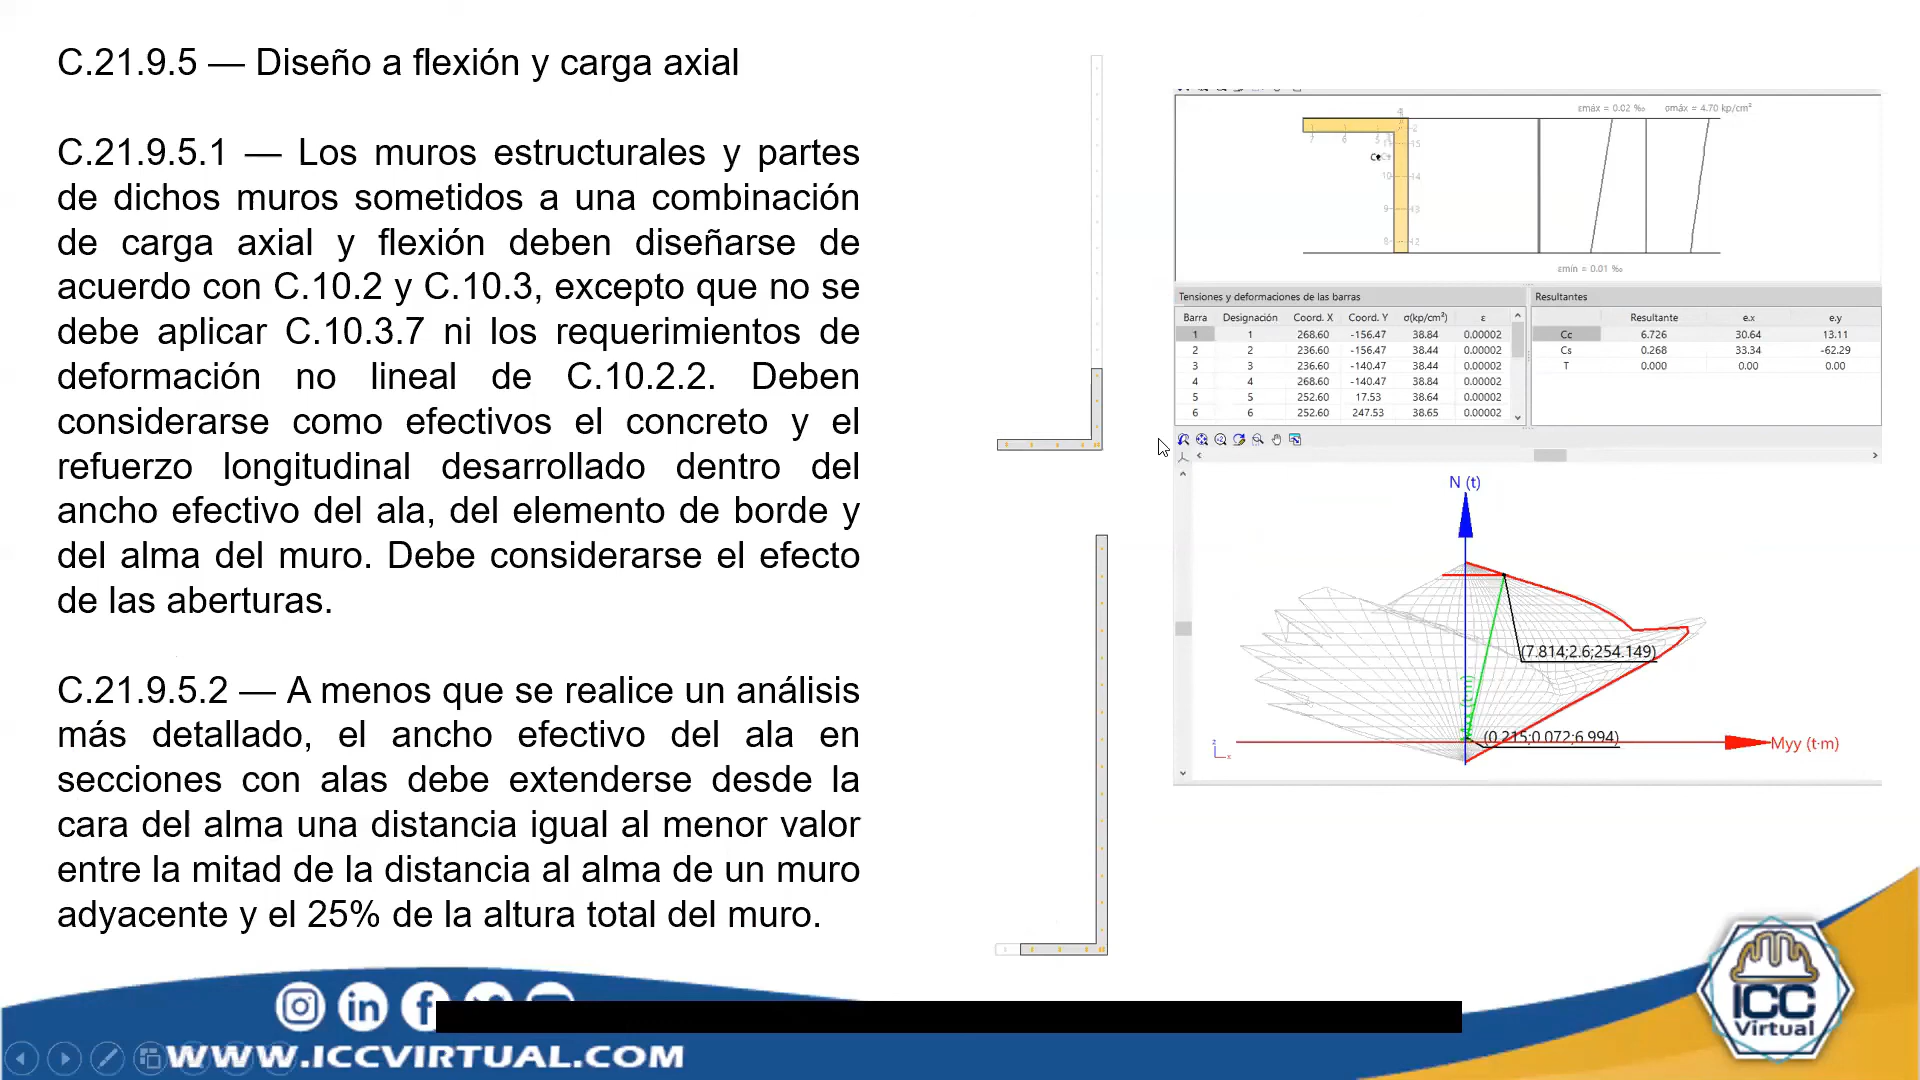 C.21.9.5 — Diseño a flexión y carga axial
C.21.9.5.1 — Los muros estructurales y partes
de dichos muros sometidos a una combinación
de carga axial y flexión deben diseñarse de
acuerdo con C.10.2 y C.10.3, excepto que no se
debe aplicar C.10.3.7 ni los requerimientos de
deformación no lineal de C.10.2.2. Deben
considerarse como efectivos el concreto y el
refuerzo longitudinal desarrollado dentro del
ancho efectivo del ala, del elemento de borde y
del alma del muro. Debe considerarse el efecto
de las aberturas.
C.21.9.5.2 — A menos que se realice un análisis
más detallado, el ancho efectivo del ala en
secciones con alas debe extenderse desde la
cara del alma una distancia igual al menor valor
entre la mitad de la distancia al alma de un muro
adyacente y el 25% de la altura total del muro.
εmáx = 0.02 ‰ σmáx = 4.70 kp/cm²
εmín = 0.01 ‰
Tensiones y deformaciones de las barras
Barra Designación Coord. X Coord. Y σ(kp/cm²) ε
1 1 268.60 -156.47 38.84 0.00002
2 2 236.60 -156.47 38.44 0.00002
3 3 236.60 -140.47 38.44 0.00002
4 4 268.60 -140.47 38.84 0.00002
5 5 252.60 17.53 38.64 0.00002
6 6 252.60 247.53 38.65 0.00002
Resultantes
Resultante e.x e.y
Cc 6.726 30.64 13.11
Cs 0.268 33.34 -62.29
T 0.000 0.00 0.00
N (t)
(7.814;2.6;254.149)
(0.215;0.072;6.994)
Myy (t·m)
WWW.ICCVIRTUAL.COM
ICC
Virtual